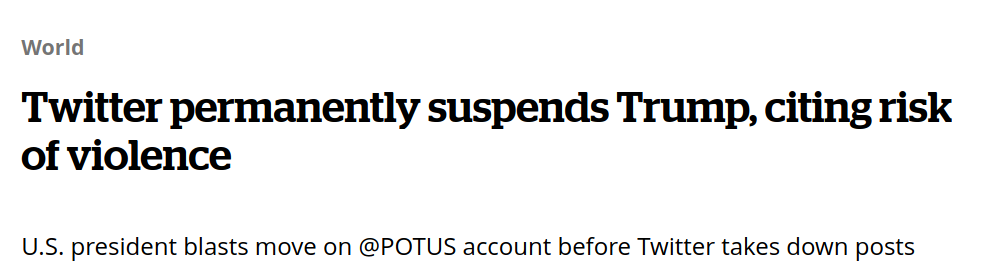 World
Twitter permanently suspends Trump, citing risk
of violence
U.S. president blasts move on @POTUS account before Twitter takes down posts